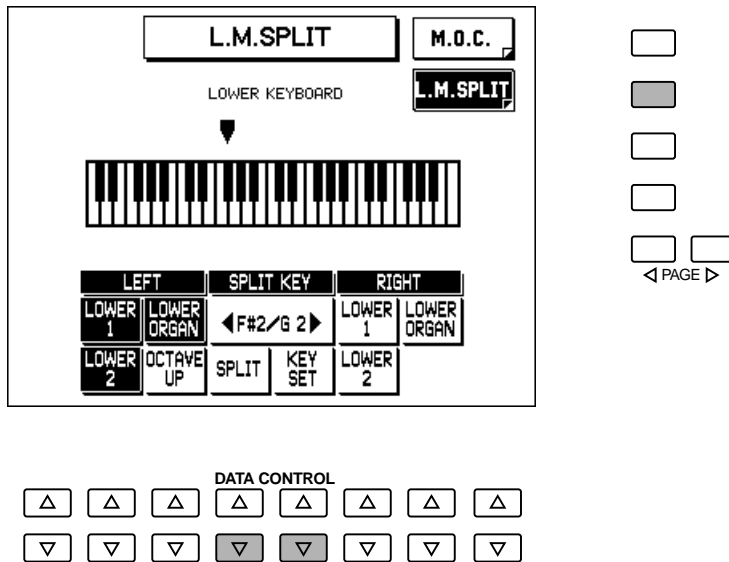 L.M.SPLIT
M.O.C.
L.M.SPLIT
LOWER KEYBOARD
LEFT SPLIT KEY RIGHT
LOWER 1 LOWER ORGAN F#2/G 2 LOWER 1 LOWER ORGAN
LOWER 2 OCTAVE UP SPLIT KEY SET LOWER 2
PAGE
DATA CONTROL